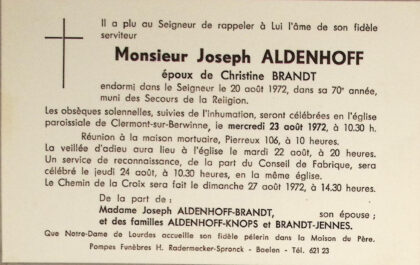 Il a plu au Seigneur de rappeler à Lui l'âme de son fidèle
serviteur
Monsieur Joseph ALDENHOFF
époux de Christine BRANDT
endormi dans le Seigneur le 20 août 1972, dans sa 70e année,
muni des Secours de la Religion.
Les obsèques solennelles, suivies de l'inhumation, seront célébrées en l'église
paroissiale de Clermont-sur-Berwinne, le mercredi 23 août 1972, à 10.30 h.
Réunion à la maison mortuaire, Pierreux 106, à 10 heures.
La veillée d'adieu aura lieu à l'église le mardi 22 août, à 20 heures.
Un service de reconnaissance, de la part du Conseil de Fabrique, sera
célébré le jeudi 24 août, à 10.30 heures, en la même église.
Le Chemin de la Croix sera fait le dimanche 27 août 1972, à 14.30 heures.
De la part de :
Madame Joseph ALDENHOFF-BRANDT, son épouse ;
et des familles ALDENHOFF-KNOPS et BRANDT-JENNES.
Que Notre-Dame de Lourdes accueille son fidèle pélerin dans la Maison du Père.
Pompes Funèbres H. Radermecker-Spronck - Baelen - Tél. 621 23